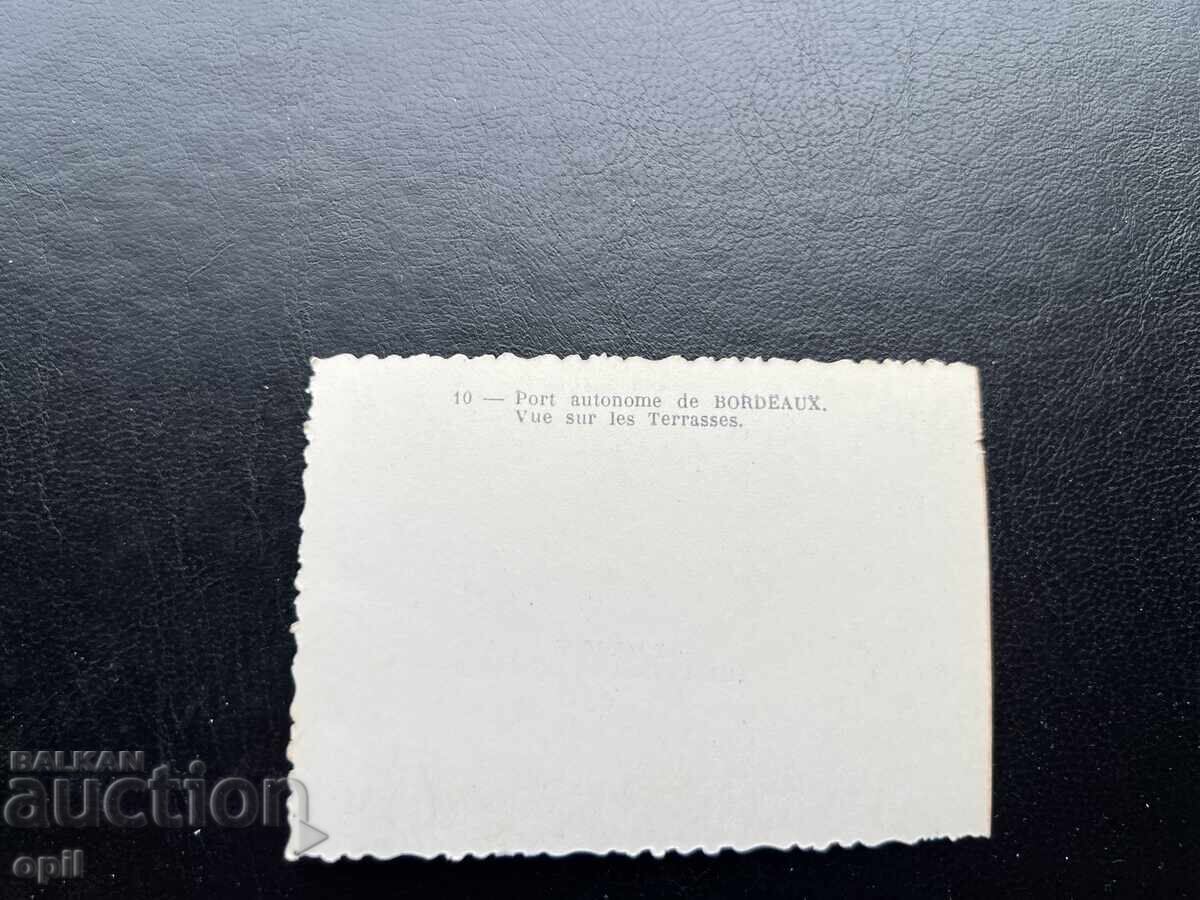 10 — Port autonome de BORDEAUX.
Vue sur les Terrasses.
BALKAN
auction
opil